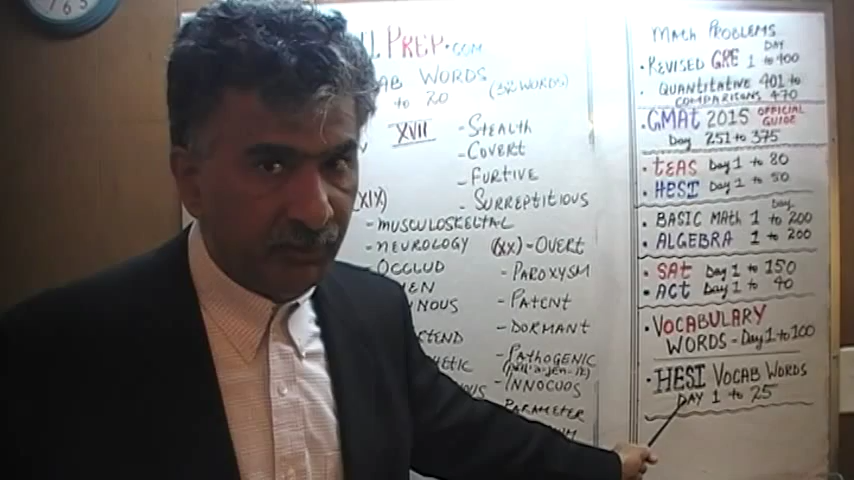 PREP.COM
WORDS
to 20
(312 WORDS)
XVII
- STEALTH
- COVERT
- FURTIVE
- SURREPTITIOUS
XIX)
- MUSCULOSKELTAL
- NEUROLOGY
- OCCLUD
(XX) - OVERT
- PAROXYSM
- PATENT
- DORMANT
- PATHOGENIC
- INNOCUOS
PARAMETER
MATH PROBLEMS
DAY
• REVISED GRE 1 to 400
• QUANTITATIVE 401 to
COMPARISONS 470
• GMAT 2015 OFFICIAL GUIDE
Day 251 to 375
• TEAS Day 1 to 80
• HESI Day 1 to 50
Day
• BASIC MATH 1 to 200
• ALGEBRA 1 to 200
• SAT Day 1 to 150
• ACT Day 1 to 40
• VOCABULARY
WORDS - Day 1 to 100
• HESI VOCAB WORDS
DAY 1 to 25